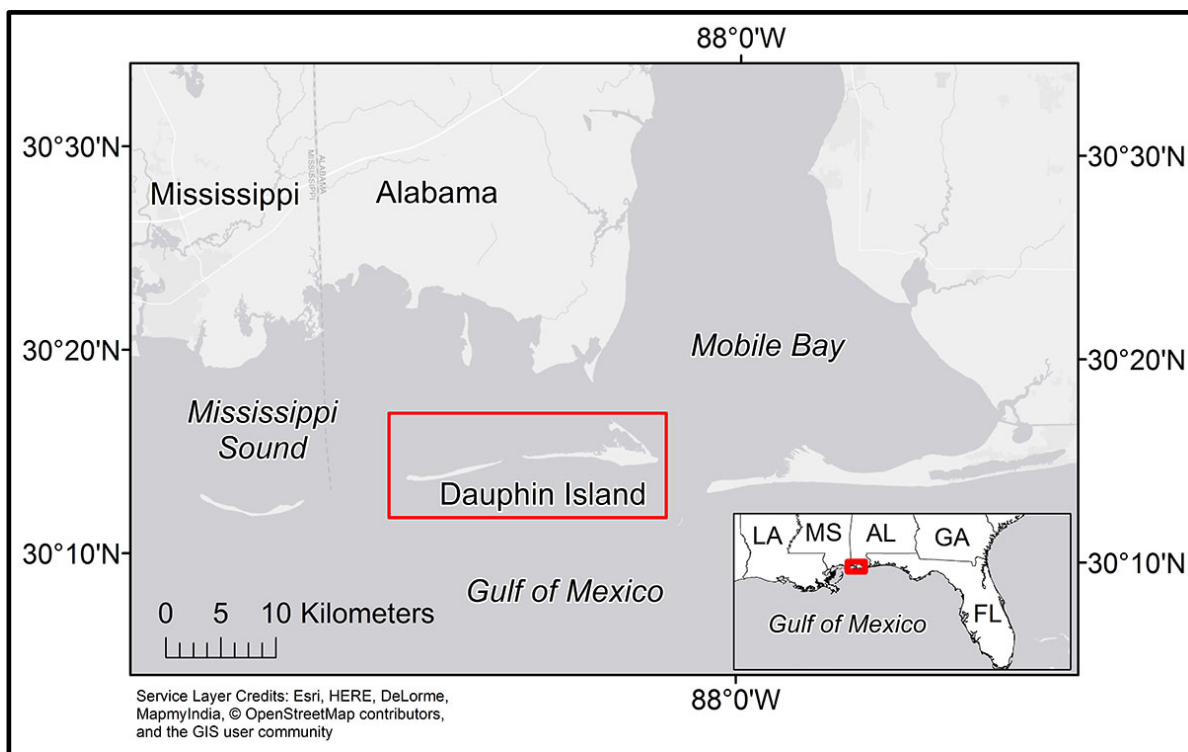 88°0'W
30°30'N
30°30'N
ALABAMA
MISSISSIPPI
Mississippi
Alabama
30°20'N
30°20'N
Mobile Bay
Mississippi
Sound
Dauphin Island
30°10'N
30°10'N
Gulf of Mexico
0 5 10 Kilometers
LA
MS
AL
GA
FL
Gulf of Mexico
88°0'W
Service Layer Credits: Esri, HERE, DeLorme,
MapmyIndia, © OpenStreetMap contributors,
and the GIS user community